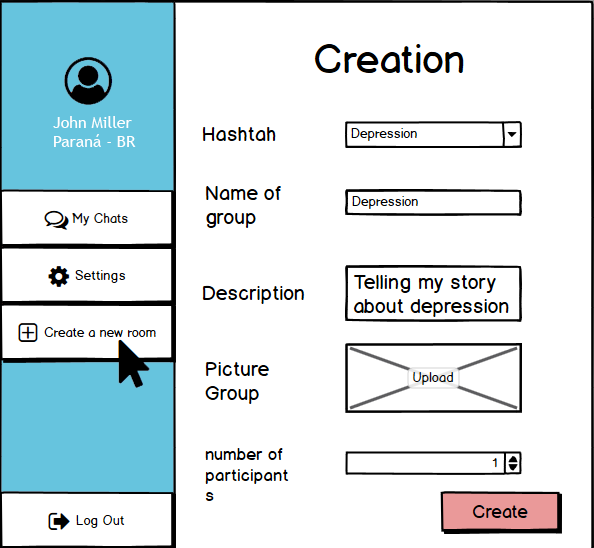 John Miller
Paraná - BR
My Chats
Settings
Create a new room
Log Out
Creation
Hashtah
Depression
Name of
group
Depression
Description
Telling my story
about depression
Picture
Group
Upload
number of
participant
s
1
Create